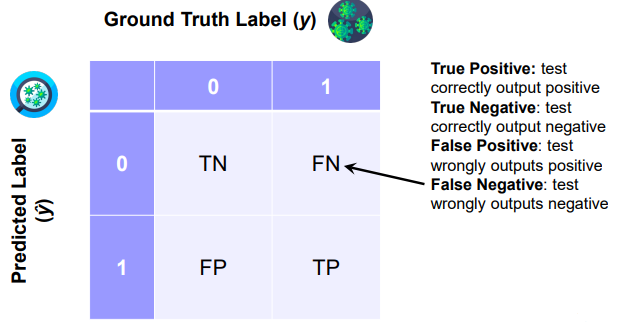 Ground Truth Label (y)
Predicted Label
(ŷ)
0 1
0 TN FN
1 FP TP
True Positive: test
correctly output positive
True Negative: test
correctly output negative
False Positive: test
wrongly outputs positive
False Negative: test
wrongly outputs negative